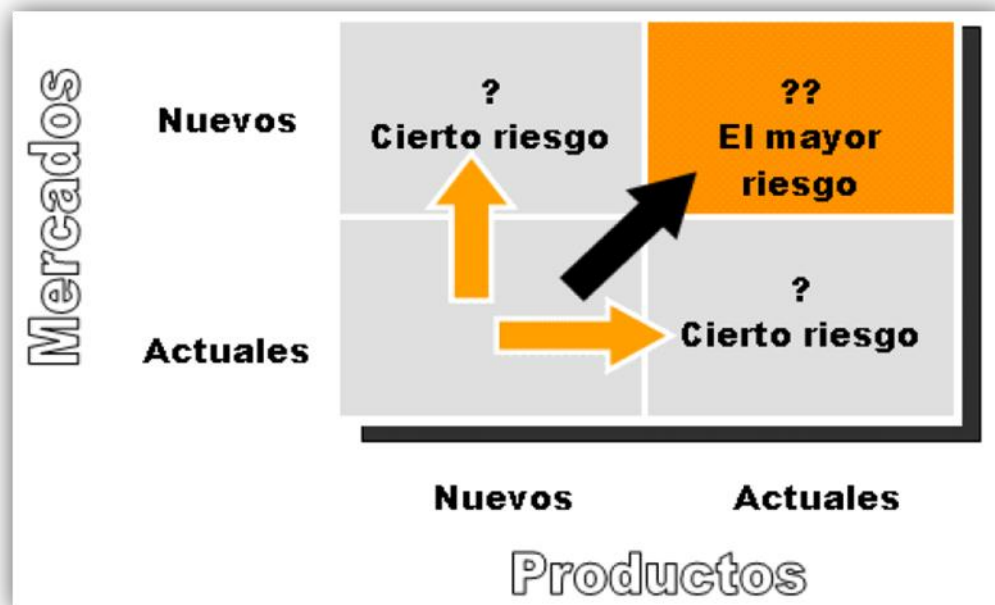 Mercados
Nuevos
?
Cierto riesgo
??
El mayor
riesgo
Actuales
?
Cierto riesgo
Nuevos
Actuales
Productos